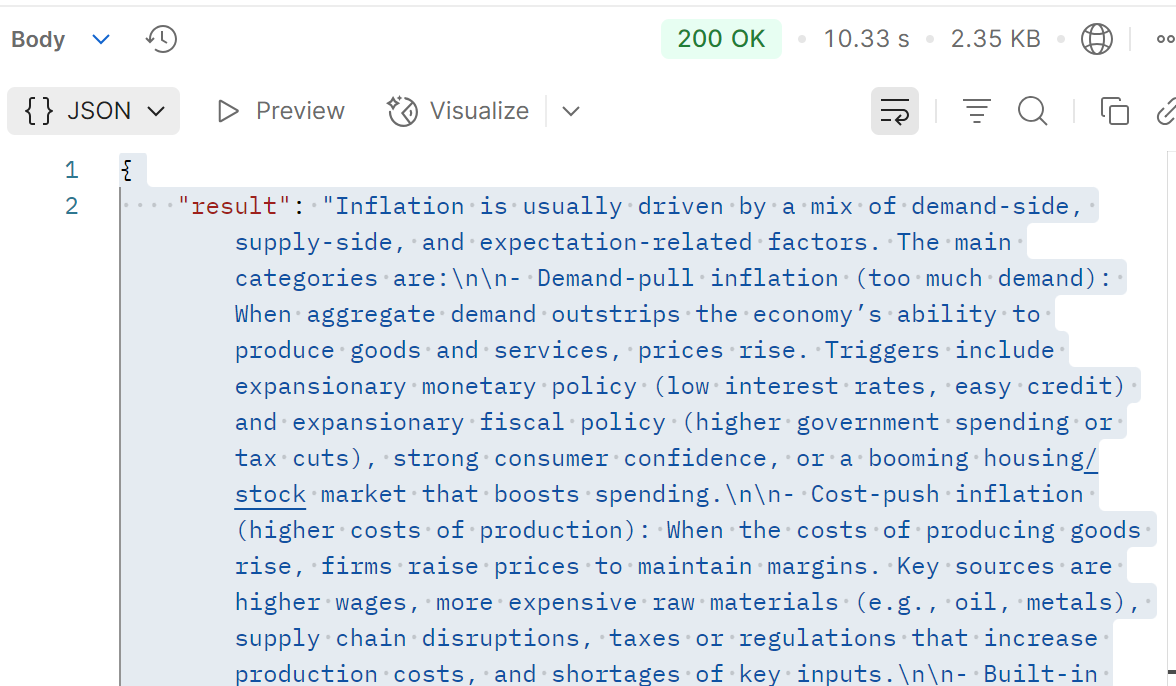 Body 200 OK 10.33 s 2.35 KB
{} JSON Preview Visualize
1 {
2 "result": "Inflation is usually driven by a mix of demand-side,
supply-side, and expectation-related factors. The main
categories are:\n\n- Demand-pull inflation (too much demand):
When aggregate demand outstrips the economy’s ability to
produce goods and services, prices rise. Triggers include
expansionary monetary policy (low interest rates, easy credit)
and expansionary fiscal policy (higher government spending or
tax cuts), strong consumer confidence, or a booming housing/
stock market that boosts spending.\n\n- Cost-push inflation
(higher costs of production): When the costs of producing goods
rise, firms raise prices to maintain margins. Key sources are
higher wages, more expensive raw materials (e.g., oil, metals),
supply chain disruptions, taxes or regulations that increase
production costs, and shortages of key inputs.\n\n- Built-in